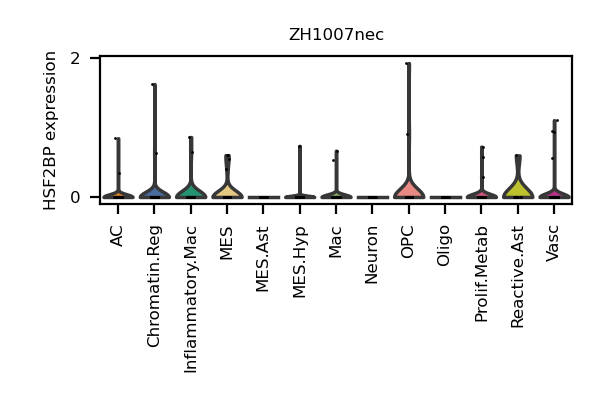 ZH1007nec
HSF2BP expression
2
0
AC
Chromatin.Reg
Inflammatory.Mac
MES
MES.Ast
MES.Hyp
Mac
Neuron
OPC
Oligo
Prolif.Metab
Reactive.Ast
Vasc